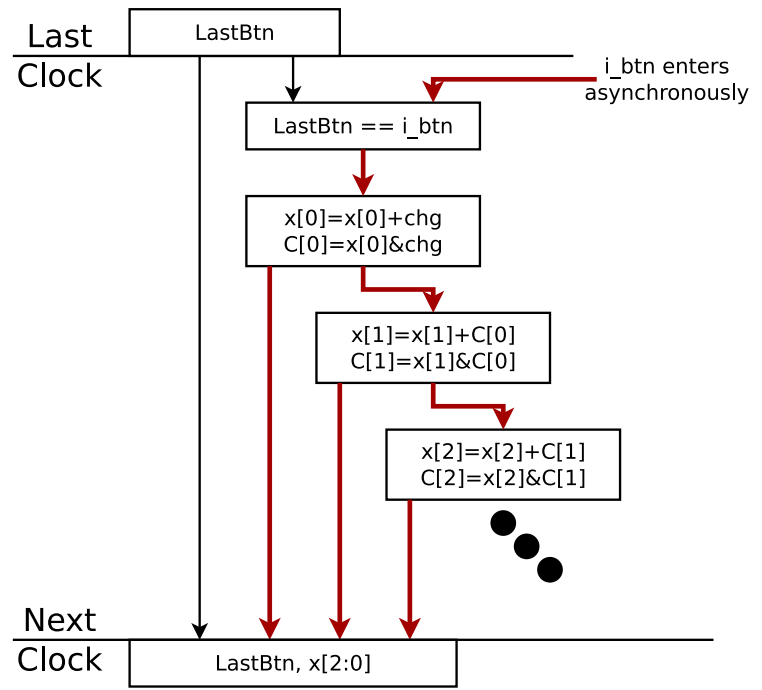 LastBtn
Last
Clock
i_btn enters
asynchronously
LastBtn == i_btn
x[0]=x[0]+chg
C[0]=x[0]&chg
x[1]=x[1]+C[0]
C[1]=x[1]&C[0]
x[2]=x[2]+C[1]
C[2]=x[2]&C[1]
Next
Clock
LastBtn, x[2:0]